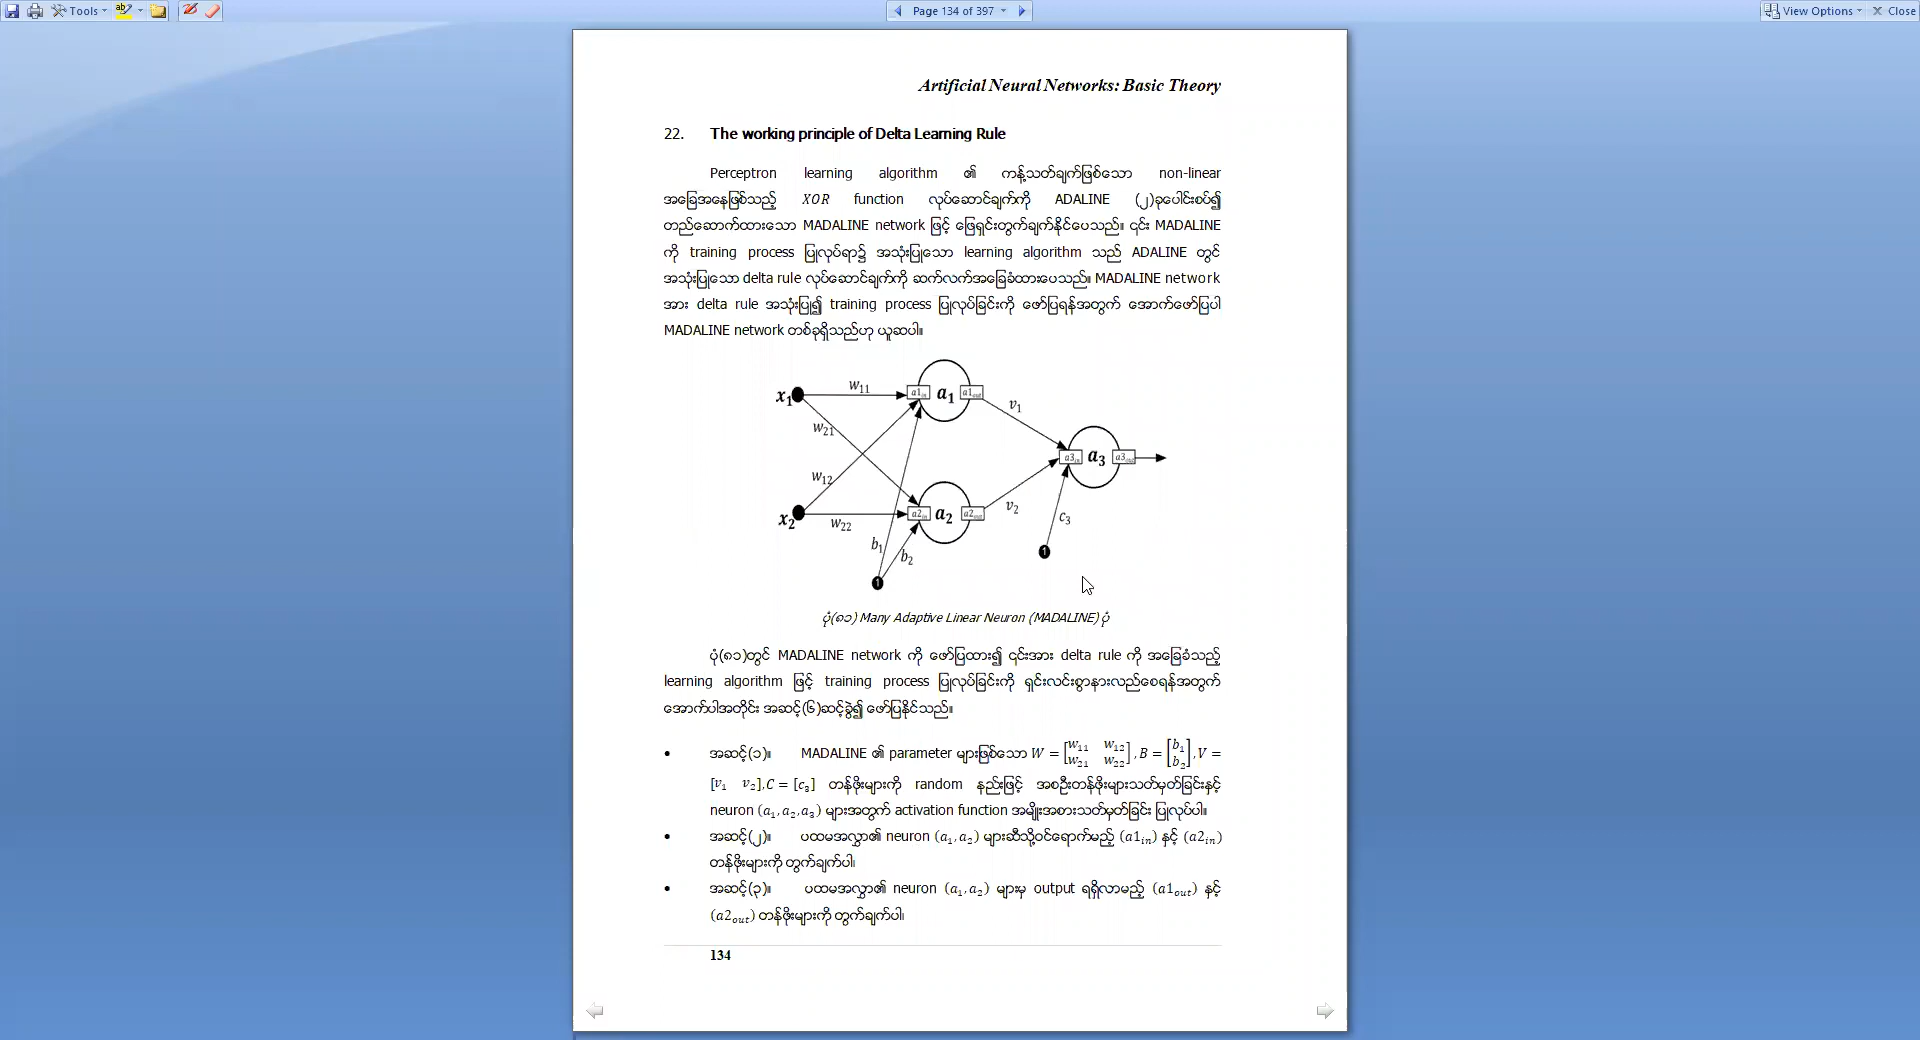 Tools
Page 134 of 397
View Options
Close
Artificial Neural Networks: Basic Theory
22. The working principle of Delta Learning Rule
Perceptron learning algorithm ၏ ကန့်သတ်ချက်ဖြစ်သော non-linear
အခြေအနေဖြစ်သည့် XOR function လုပ်ဆောင်ချက်ကို ADALINE (၂)ခုပေါင်းစပ်၍
တည်ဆောက်ထားသော MADALINE network ဖြင့် ဖြေရှင်းတွက်ချက်နိုင်ပေသည်။ ၎င်း MADALINE
ကို training process ပြုလုပ်ရာ၌ အသုံးပြုသော learning algorithm သည် ADALINE တွင်
အသုံးပြုသော delta rule လုပ်ဆောင်ချက်ကို ဆက်လက်အခြေခံထားပေသည်။ MADALINE network
အား delta rule အသုံးပြု၍ training process ပြုလုပ်ခြင်းကို ဖော်ပြရန်အတွက် အောက်ဖော်ပြပါ
MADALINE network တစ်ခုရှိသည်ဟု ယူဆပါ။
x₁ w₁₁ a1ᵢₙ a₁ a1ₒᵤₜ v₁
w₂₁
a3ᵢₙ a₃ a3ₒᵤₜ
w₁₂
x₂ w₂₂ a2ᵢₙ a₂ a2ₒᵤₜ v₂ c₃
b₁ b₂
1
1
ပုံ(၈၁) Many Adaptive Linear Neuron (MADALINE) ပုံ
ပုံ(၈၁)တွင် MADALINE network ကို ဖော်ပြထား၍ ၎င်းအား delta rule ကို အခြေခံသည့်
learning algorithm ဖြင့် training process ပြုလုပ်ခြင်းကို ရှင်းလင်းစွာနားလည်စေရန်အတွက်
အောက်ပါအတိုင်း အဆင့်(၆)ဆင့်ခွဲ၍ ဖော်ပြနိုင်သည်။
• အဆင့်(၁)။ MADALINE ၏ parameter များဖြစ်သော W = [w₁₁ w₁₂; w₂₁ w₂₂], B = [b₁; b₂], V =
[v₁ v₂], C = [c₃] တန်ဖိုးများကို random နည်းဖြင့် အစဦးတန်ဖိုးများသတ်မှတ်ခြင်းနှင့်
neuron (a₁, a₂, a₃) များအတွက် activation function အမျိုးအစားသတ်မှတ်ခြင်း ပြုလုပ်ပါ။
• အဆင့်(၂)။ ပထမအလွှာ၏ neuron (a₁, a₂) များဆီသို့ဝင်ရောက်မည့် (a1ᵢₙ) နှင့် (a2ᵢₙ)
တန်ဖိုးများကို တွက်ချက်ပါ။
• အဆင့်(၃)။ ပထမအလွှာ၏ neuron (a₁, a₂) များမှ output ရရှိလာမည့် (a1ₒᵤₜ) နှင့်
(a2ₒᵤₜ) တန်ဖိုးများကို တွက်ချက်ပါ။
134